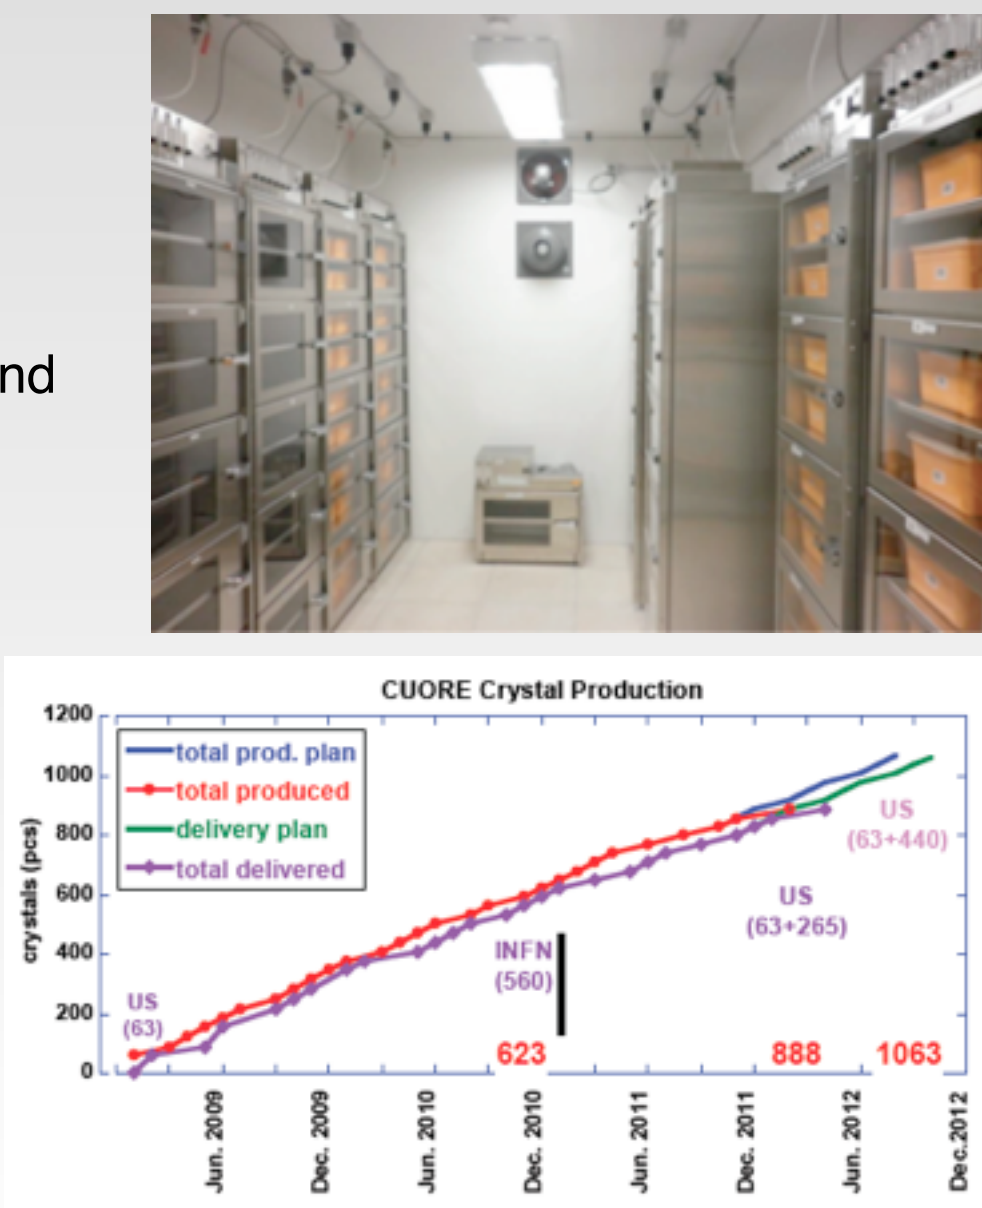 nd
CUORE Crystal Production
1200
1000
800
600
400
200
0
crystals (pcs)
total prod. plan
total produced
delivery plan
total delivered
US
(63)
INFN
(560)
US
(63+265)
US
(63+440)
623
888
1063
Jun. 2009
Dec. 2009
Jun. 2010
Dec. 2010
Jun. 2011
Dec. 2011
Jun. 2012
Dec.2012